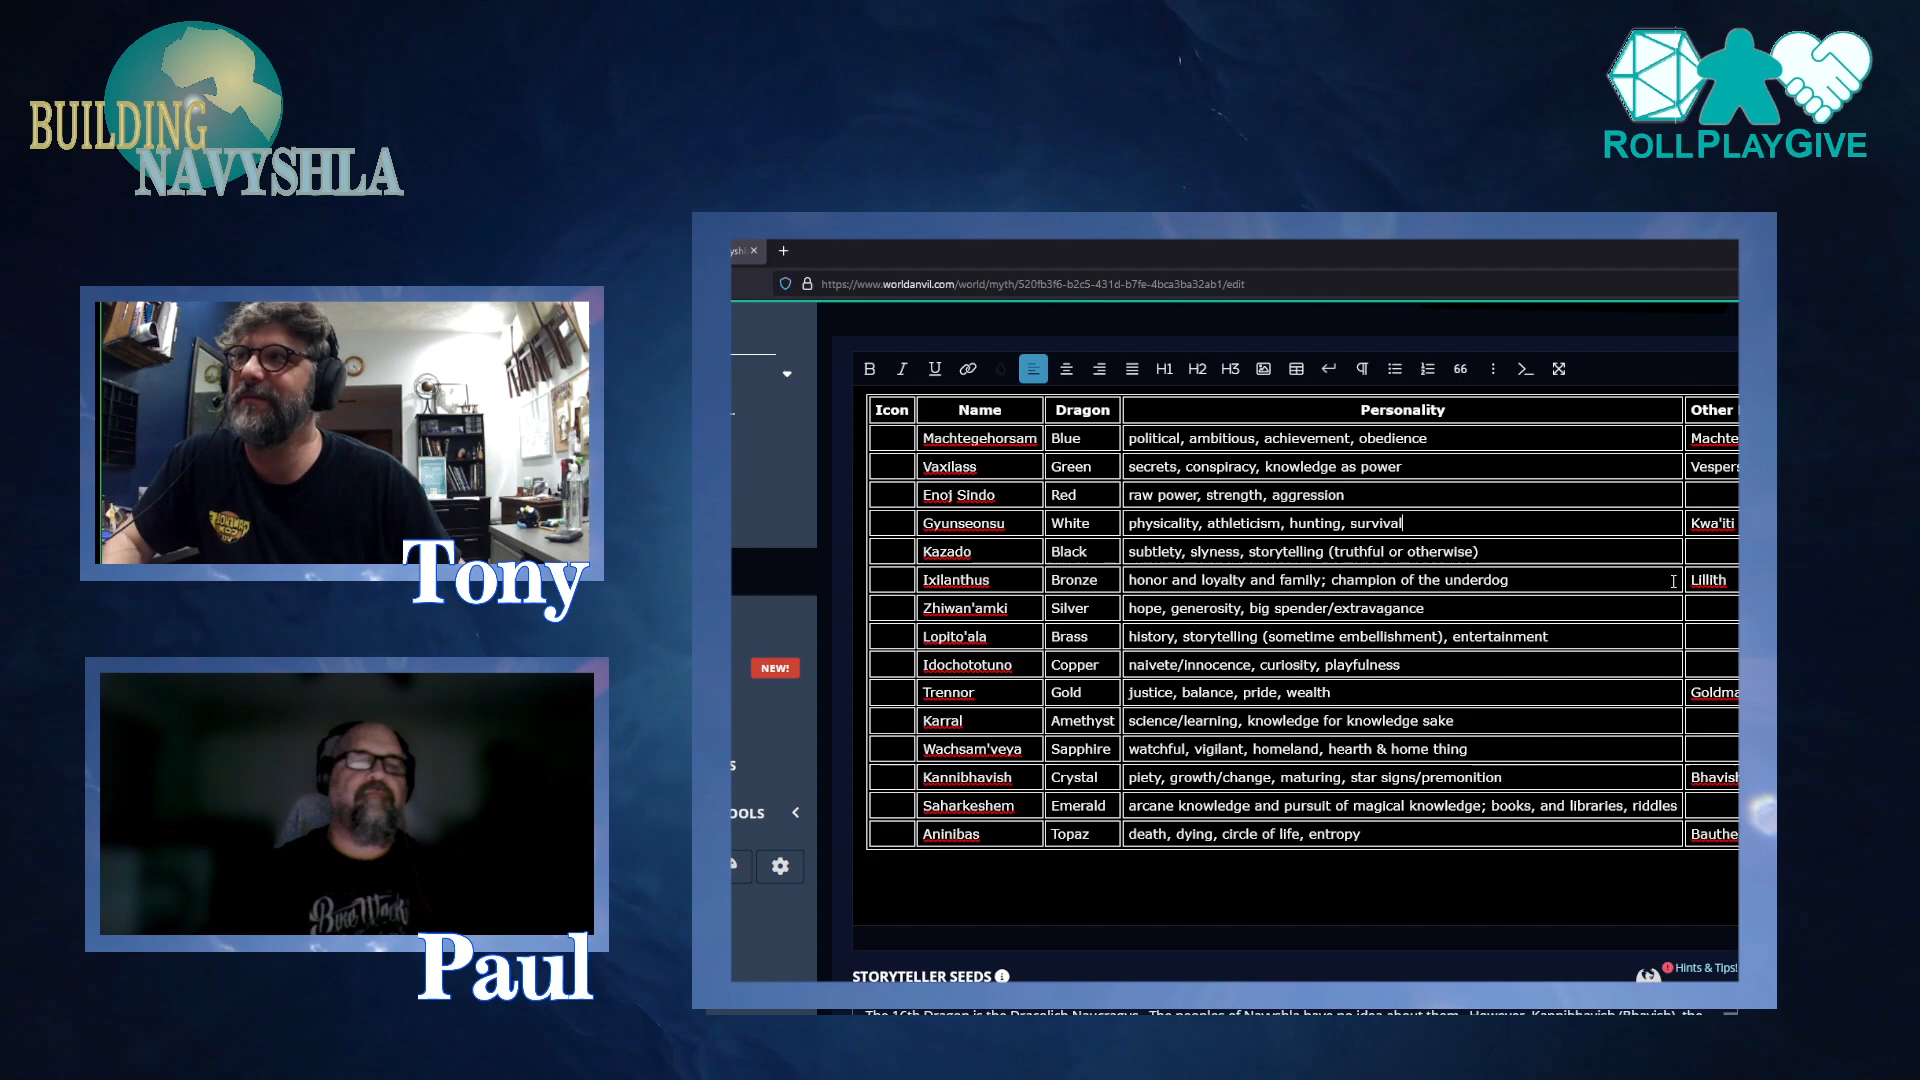 BUILDING
NAVYSHLA
ROLLPLAYGIVE
https://www.worldanvil.com/world/myth/520fb3f6-b2c5-431d-b7fe-4bca3ba32ab1/edit
B I U H1 H2 H3 66
Icon Name Dragon Personality Other
Machtegehorsam Blue political, ambitious, achievement, obedience Machte
Vaxilass Green secrets, conspiracy, knowledge as power Vespers
Enoj Sindo Red raw power, strength, aggression
Gyunseonsu White physicality, athleticism, hunting, survival Kwa'iti
Kazado Black subtlety, slyness, storytelling (truthful or otherwise)
Ixilanthus Bronze honor and loyalty and family; champion of the underdog Lillith
Zhiwan'amki Silver hope, generosity, big spender/extravagance
Lopito'ala Brass history, storytelling (sometime embellishment), entertainment
Idochototuno Copper naivete/innocence, curiosity, playfulness
Trennor Gold justice, balance, pride, wealth Goldma
Karral Amethyst science/learning, knowledge for knowledge sake
Wachsam'veya Sapphire watchful, vigilant, homeland, hearth & home thing
Kannibhavish Crystal piety, growth/change, maturing, star signs/premonition Bhavish
Saharkeshem Emerald arcane knowledge and pursuit of magical knowledge; books, and libraries, riddles
Aninibas Topaz death, dying, circle of life, entropy Bauthe
NEW!
S
OOLS
STORYTELLER SEEDS
Hints & Tips!
Tony
Paul